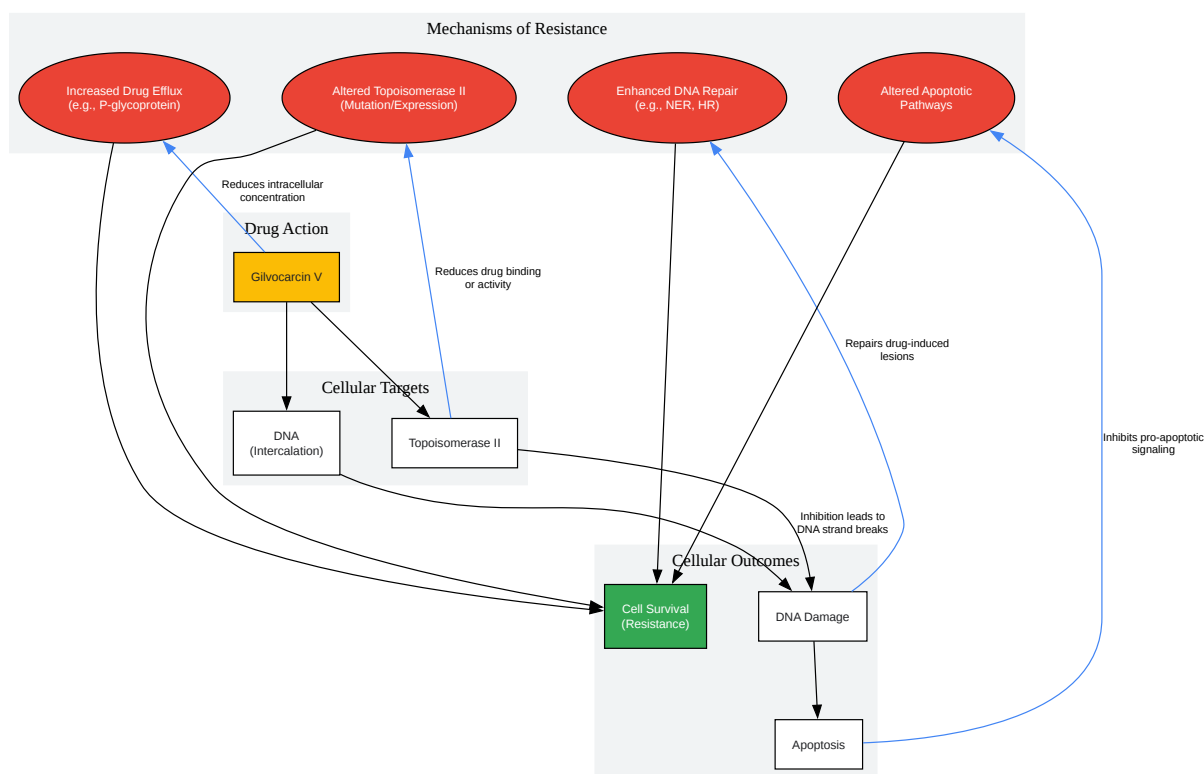 Mechanisms of Resistance
Increased Drug Efflux
(e.g., P-glycoprotein)
Altered Topoisomerase II
(Mutation/Expression)
Enhanced DNA Repair
(e.g., NER, HR)
Altered Apoptotic
Pathways
Reduces intracellular
concentration
Drug Action
Gilvocarcin V
Reduces drug binding
or activity
Repairs drug-induced
lesions
Cellular Targets
DNA
(Intercalation)
Topoisomerase II
Inhibits pro-apoptotic
signaling
Inhibition leads to
DNA strand breaks
Cellular Outcomes
Cell Survival
(Resistance)
DNA Damage
Apoptosis